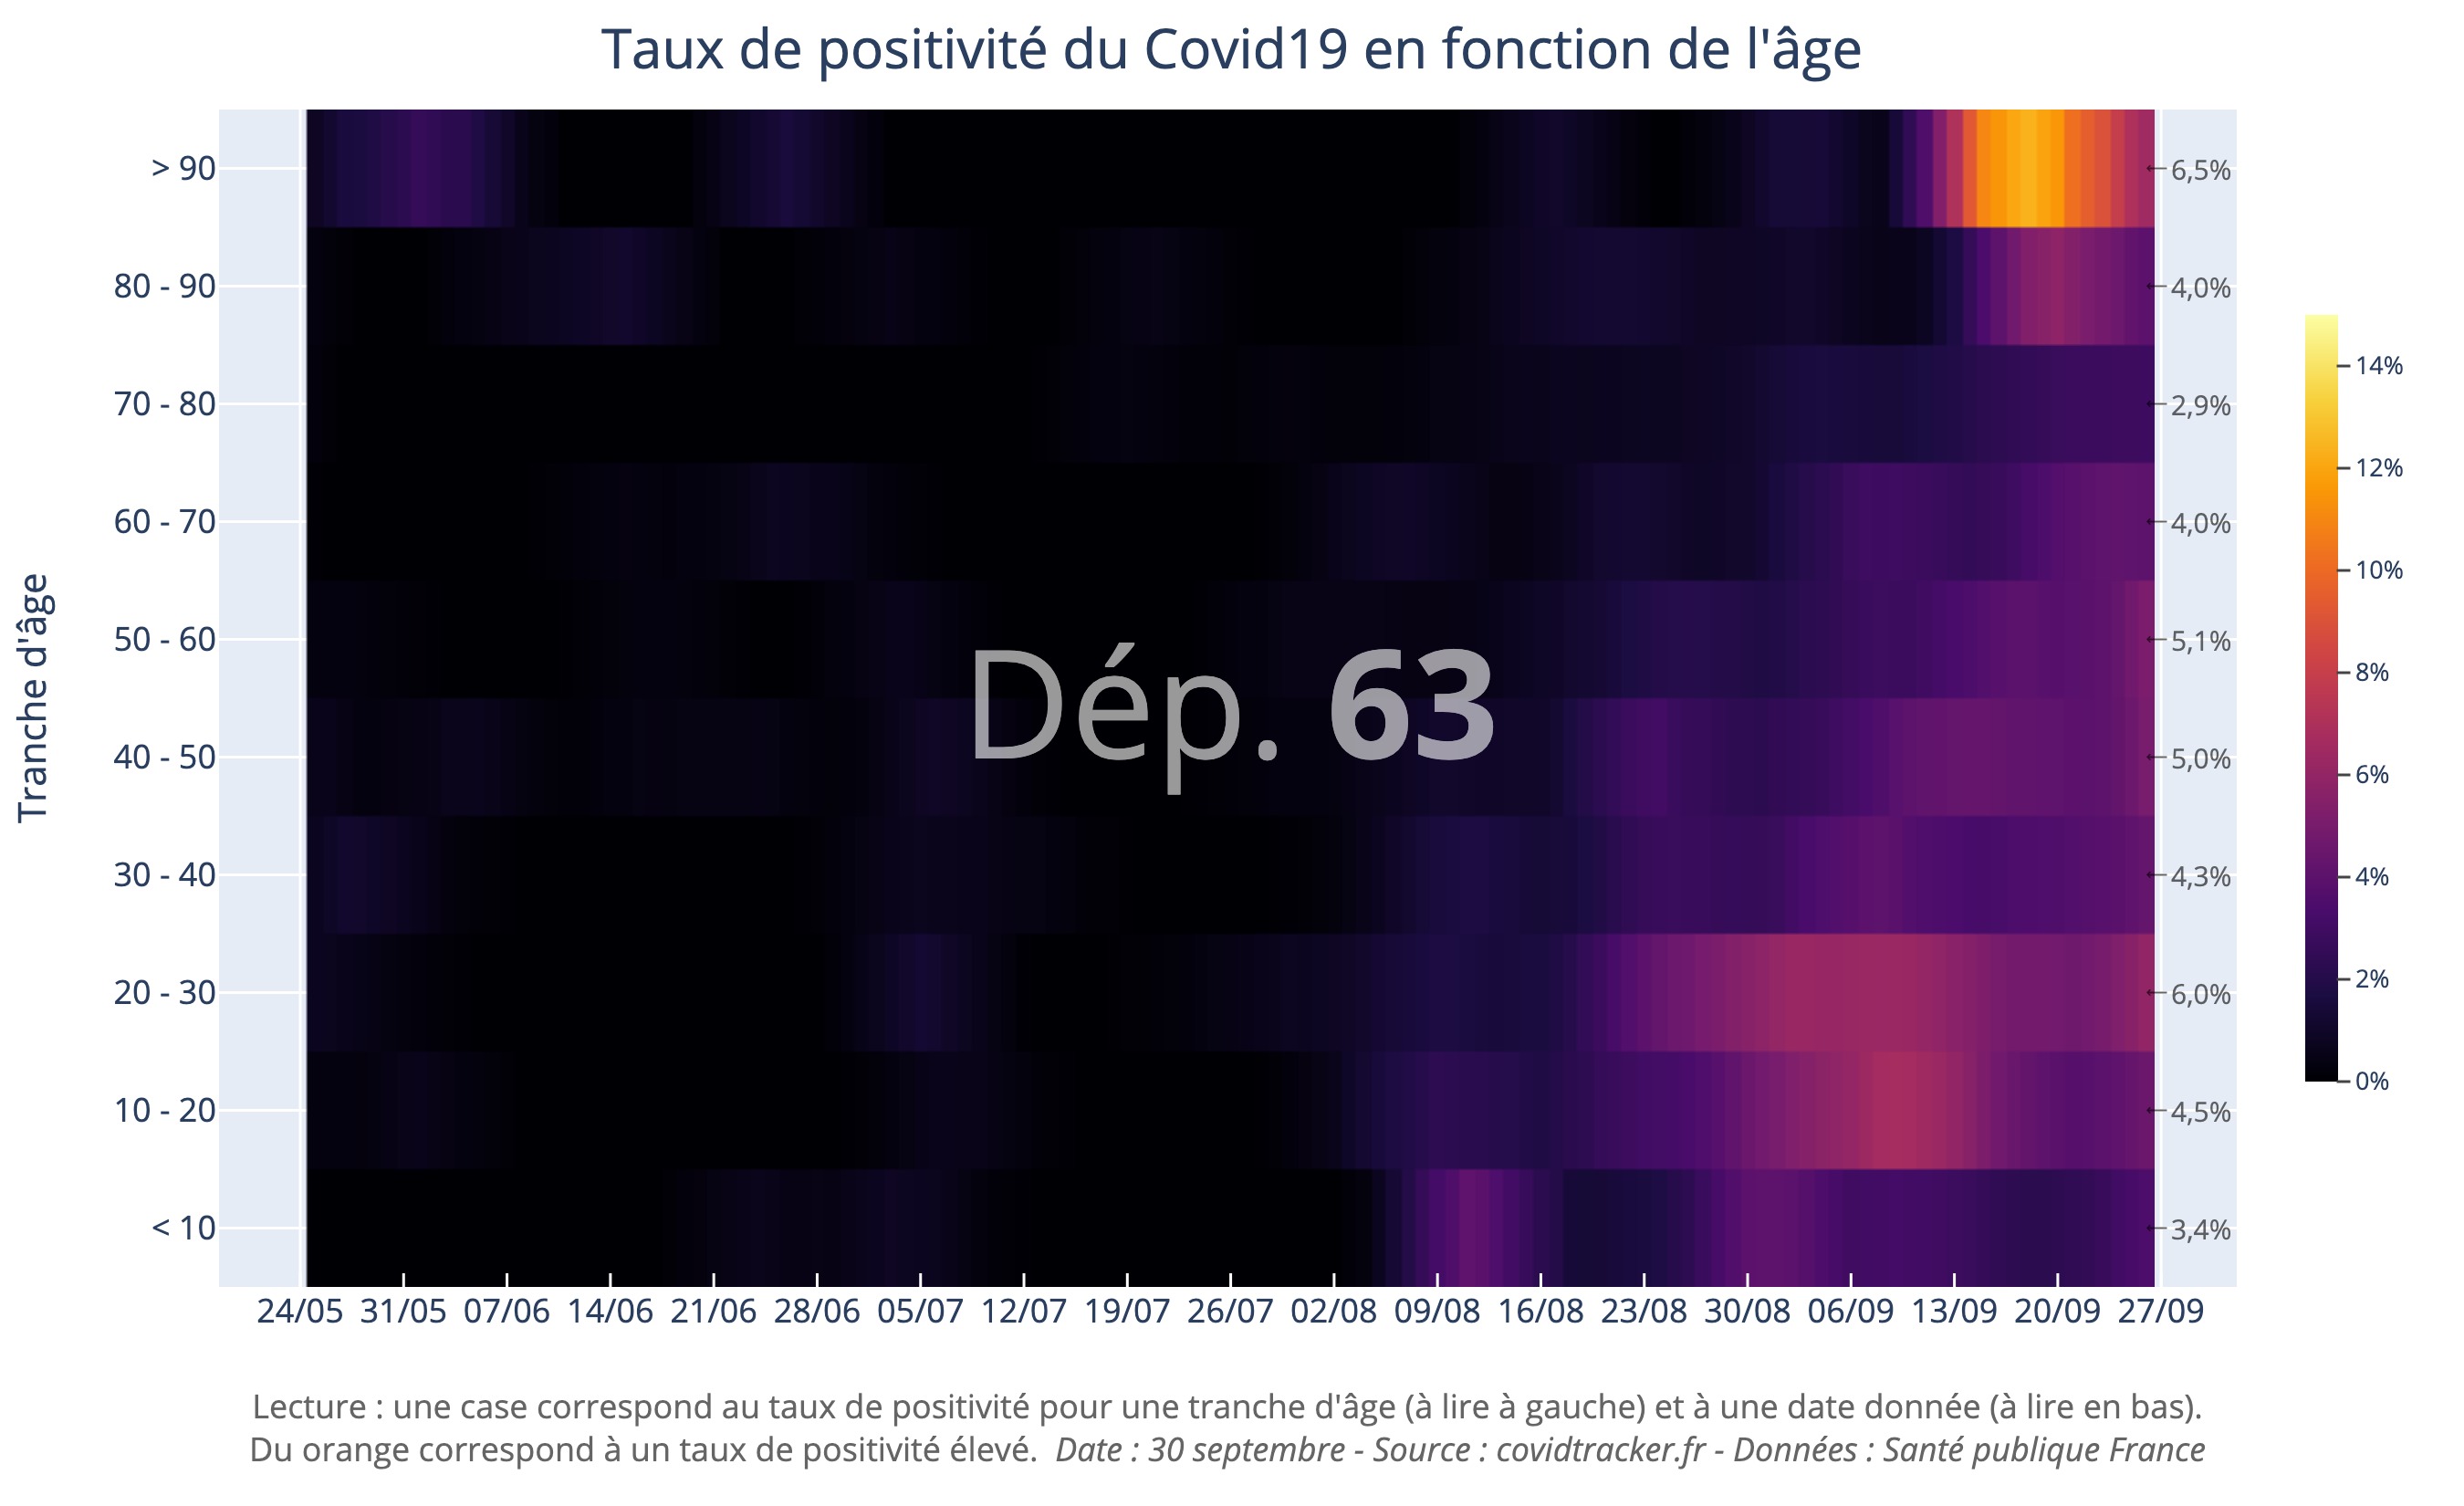 Taux de positivité du Covid19 en fonction de l'âge
Tranche d'âge
> 90
80 - 90
70 - 80
60 - 70
50 - 60
40 - 50
30 - 40
20 - 30
10 - 20
< 10
Dép. 63
6,5%
4,0%
2,9%
4,0%
5,1%
5,0%
4,3%
6,0%
4,5%
3,4%
14%
12%
10%
8%
6%
4%
2%
0%
24/05 31/05 07/06 14/06 21/06 28/06 05/07 12/07 19/07 26/07 02/08 09/08 16/08 23/08 30/08 06/09 13/09 20/09 27/09
Lecture : une case correspond au taux de positivité pour une tranche d'âge (à lire à gauche) et à une date donnée (à lire en bas).
Du orange correspond à un taux de positivité élevé. Date : 30 septembre - Source : covidtracker.fr - Données : Santé publique France